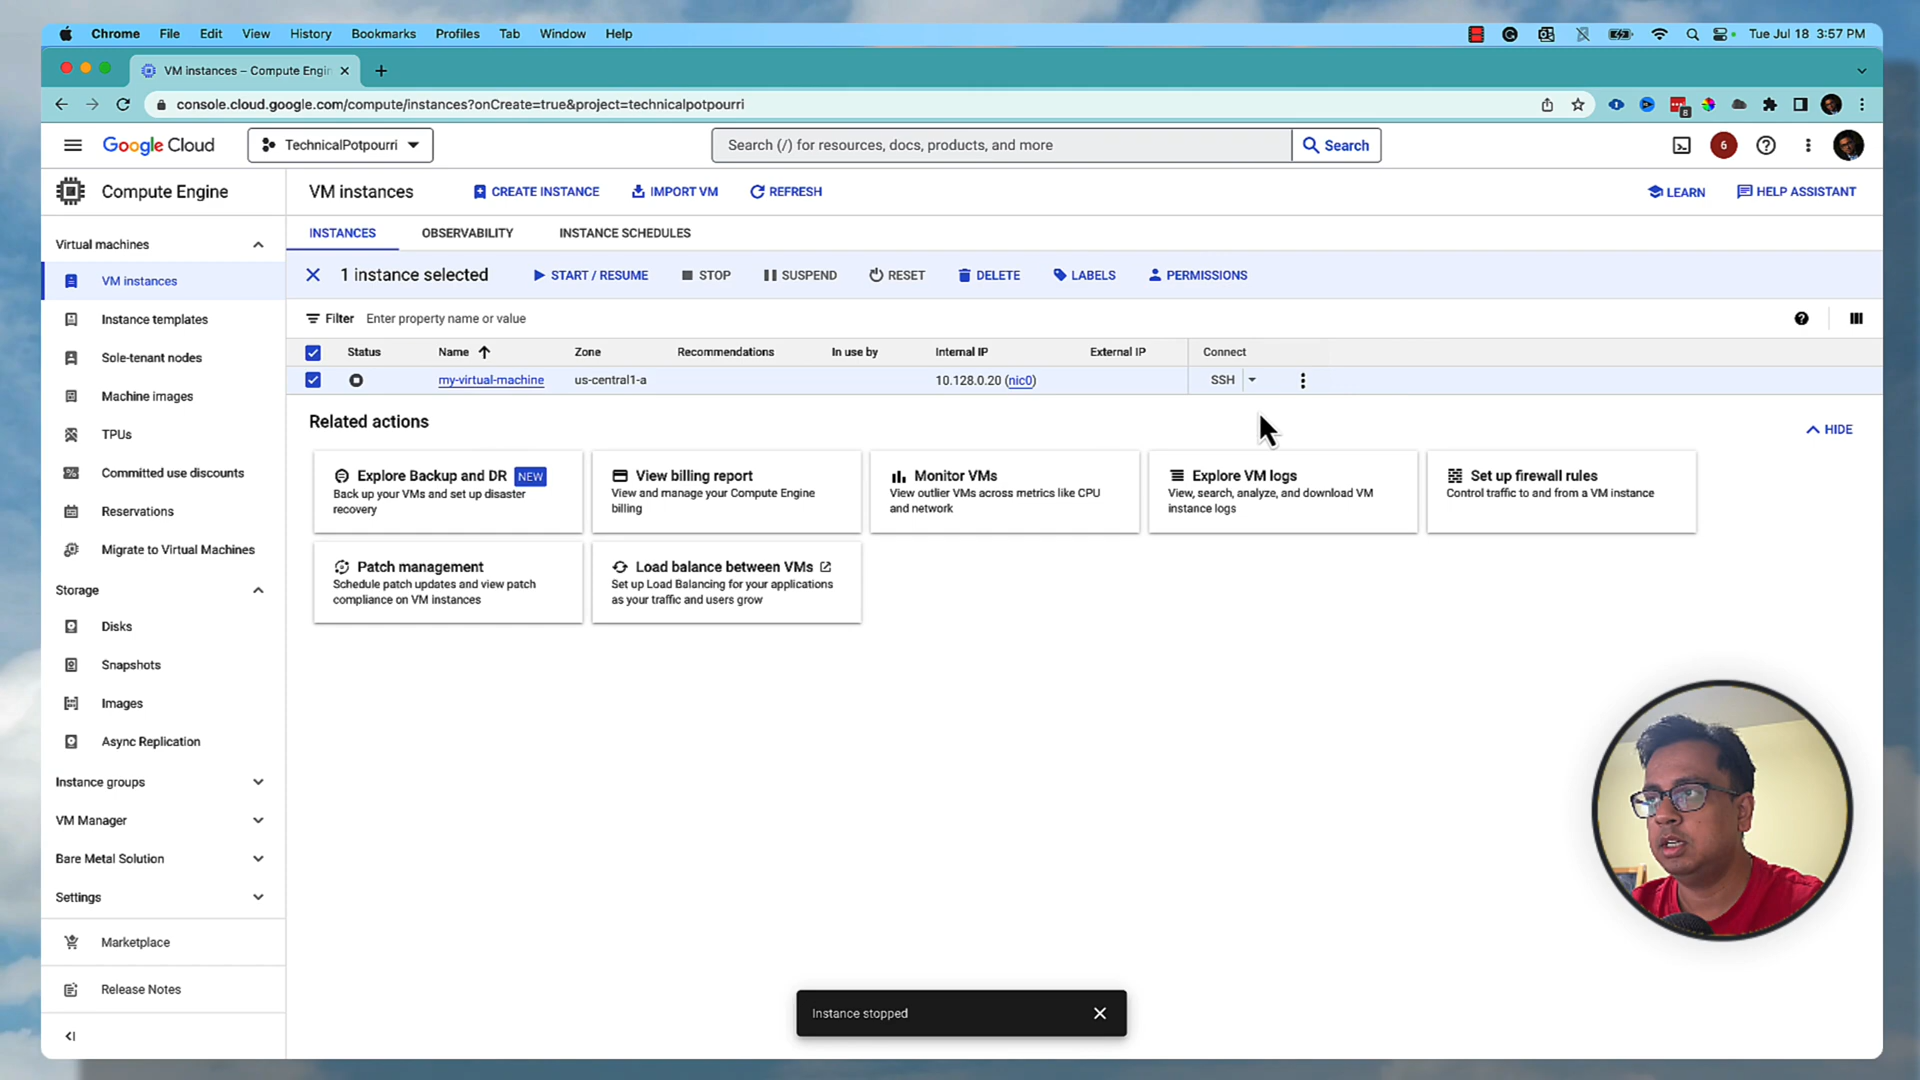 Chrome File Edit View History Bookmarks Profiles Tab Window Help Tue Jul 18 3:57 PM
VM instances – Compute Engin
console.cloud.google.com/compute/instances?onCreate=true&project=technicalpotpourri
8
Google Cloud TechnicalPotpourri Search (/) for resources, docs, products, and more Search 6
Compute Engine VM instances CREATE INSTANCE IMPORT VM REFRESH LEARN HELP ASSISTANT
Virtual machines
VM instances
Instance templates
Sole-tenant nodes
Machine images
TPUs
Committed use discounts
Reservations
Migrate to Virtual Machines
Storage
Disks
Snapshots
Images
Async Replication
Instance groups
VM Manager
Bare Metal Solution
Settings
Marketplace
Release Notes
INSTANCES OBSERVABILITY INSTANCE SCHEDULES
1 instance selected START / RESUME STOP SUSPEND RESET DELETE LABELS PERMISSIONS
Filter Enter property name or value
Status Name Zone Recommendations In use by Internal IP External IP Connect
my-virtual-machine us-central1-a 10.128.0.20 (nic0) SSH
Related actions
HIDE
Explore Backup and DR NEW
Back up your VMs and set up disaster
recovery
View billing report
View and manage your Compute Engine
billing
Monitor VMs
View outlier VMs across metrics like CPU
and network
Explore VM logs
View, search, analyze, and download VM
instance logs
Set up firewall rules
Control traffic to and from a VM instance
Patch management
Schedule patch updates and view patch
compliance on VM instances
Load balance between VMs
Set up Load Balancing for your applications
as your traffic and users grow
Instance stopped